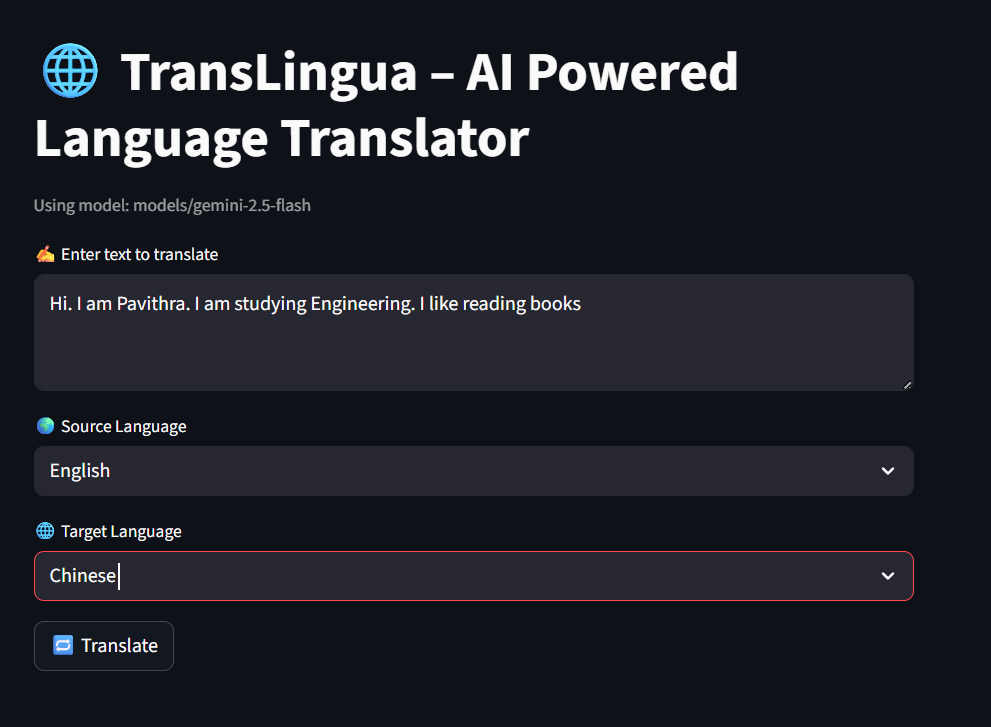 TransLingua – AI Powered
Language Translator
Using model: models/gemini-2.5-flash
Enter text to translate
Hi. I am Pavithra. I am studying Engineering. I like reading books
Source Language
English
Target Language
Chinese
Translate